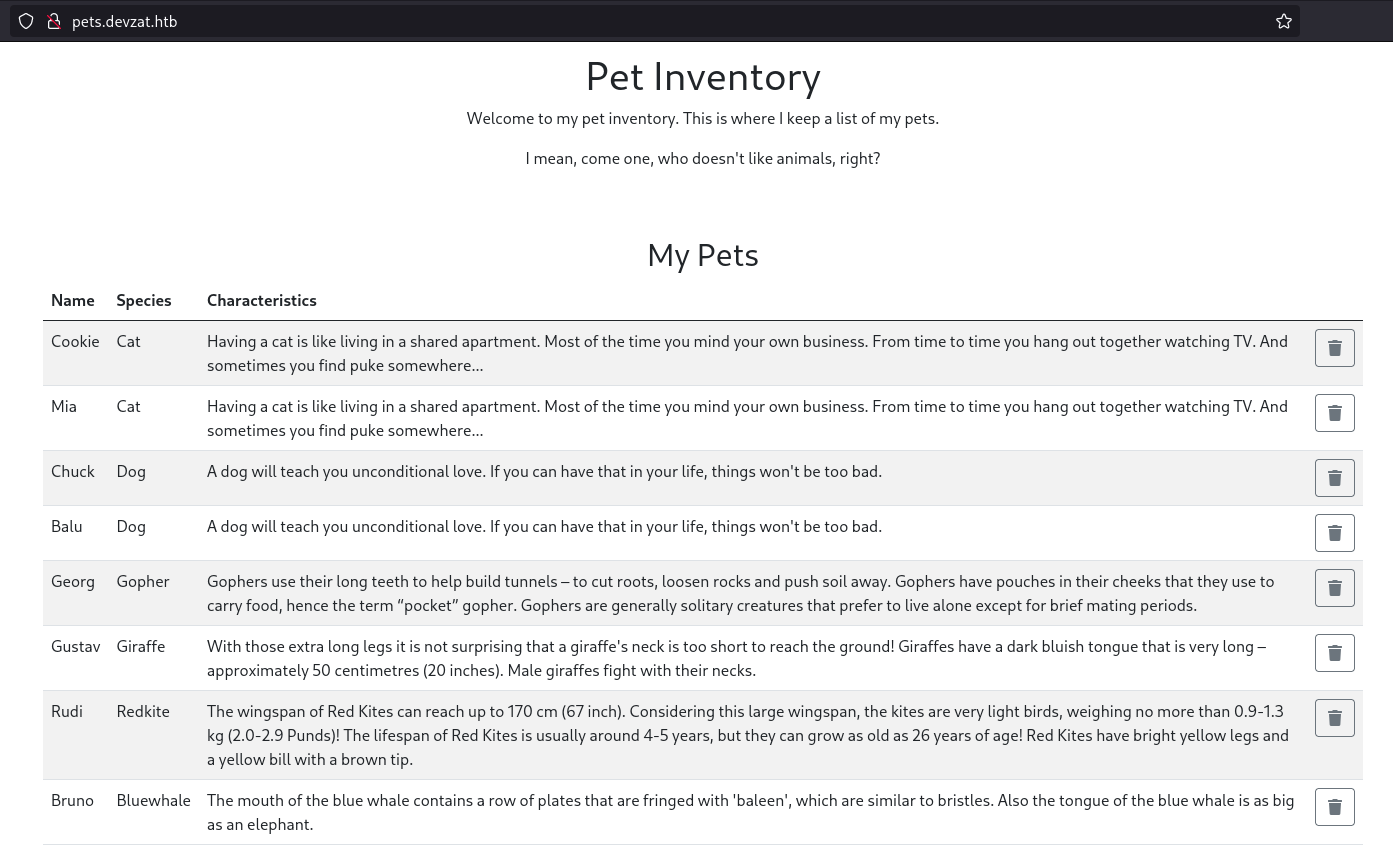 pets.devzat.htb
Pet Inventory
Welcome to my pet inventory. This is where I keep a list of my pets.
I mean, come one, who doesn't like animals, right?
My Pets
Name Species Characteristics
Cookie Cat Having a cat is like living in a shared apartment. Most of the time you mind your own business. From time to time you hang out together watching TV. And
sometimes you find puke somewhere...
Mia Cat Having a cat is like living in a shared apartment. Most of the time you mind your own business. From time to time you hang out together watching TV. And
sometimes you find puke somewhere...
Chuck Dog A dog will teach you unconditional love. If you can have that in your life, things won't be too bad.
Balu Dog A dog will teach you unconditional love. If you can have that in your life, things won't be too bad.
Georg Gopher Gophers use their long teeth to help build tunnels – to cut roots, loosen rocks and push soil away. Gophers have pouches in their cheeks that they use to
carry food, hence the term “pocket” gopher. Gophers are generally solitary creatures that prefer to live alone except for brief mating periods.
Gustav Giraffe With those extra long legs it is not surprising that a giraffe's neck is too short to reach the ground! Giraffes have a dark bluish tongue that is very long –
approximately 50 centimetres (20 inches). Male giraffes fight with their necks.
Rudi Redkite The wingspan of Red Kites can reach up to 170 cm (67 inch). Considering this large wingspan, the kites are very light birds, weighing no more than 0.9-1.3
kg (2.0-2.9 Punds)! The lifespan of Red Kites is usually around 4-5 years, but they can grow as old as 26 years of age! Red Kites have bright yellow legs and
a yellow bill with a brown tip.
Bruno Bluewhale The mouth of the blue whale contains a row of plates that are fringed with 'baleen', which are similar to bristles. Also the tongue of the blue whale is as big
as an elephant.